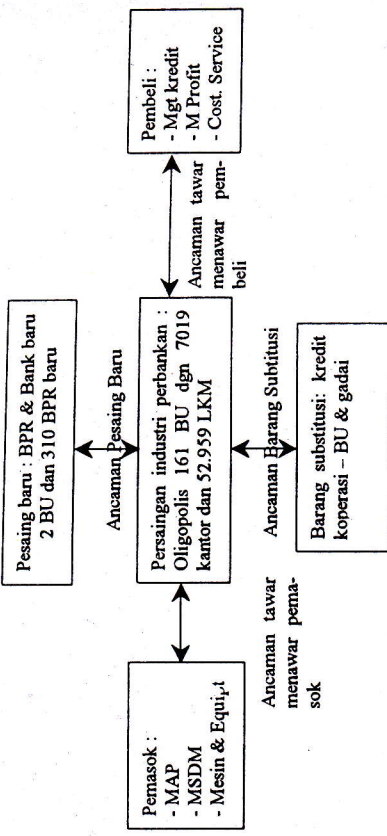 Pesaing baru : BPR & Bank baru
2 BU dan 310 BPR baru
Ancaman Pesaing Baru
Pemasok :
- MAP
- MSDM
- Mesin & Equipt
Ancaman tawar
menawar pema-
sok
Persaingan industri perbankan :
Oligopolis 161 BU dgn 7019
kantor dan 52.959 LKM
Pembeli :
- Mgt kredit
- M Profit
- Cost. Service
Ancaman tawar
menawar pem-
beli
Ancaman Barang Subtitusi
Barang substitusi: kredit
koperasi – BU & gadai